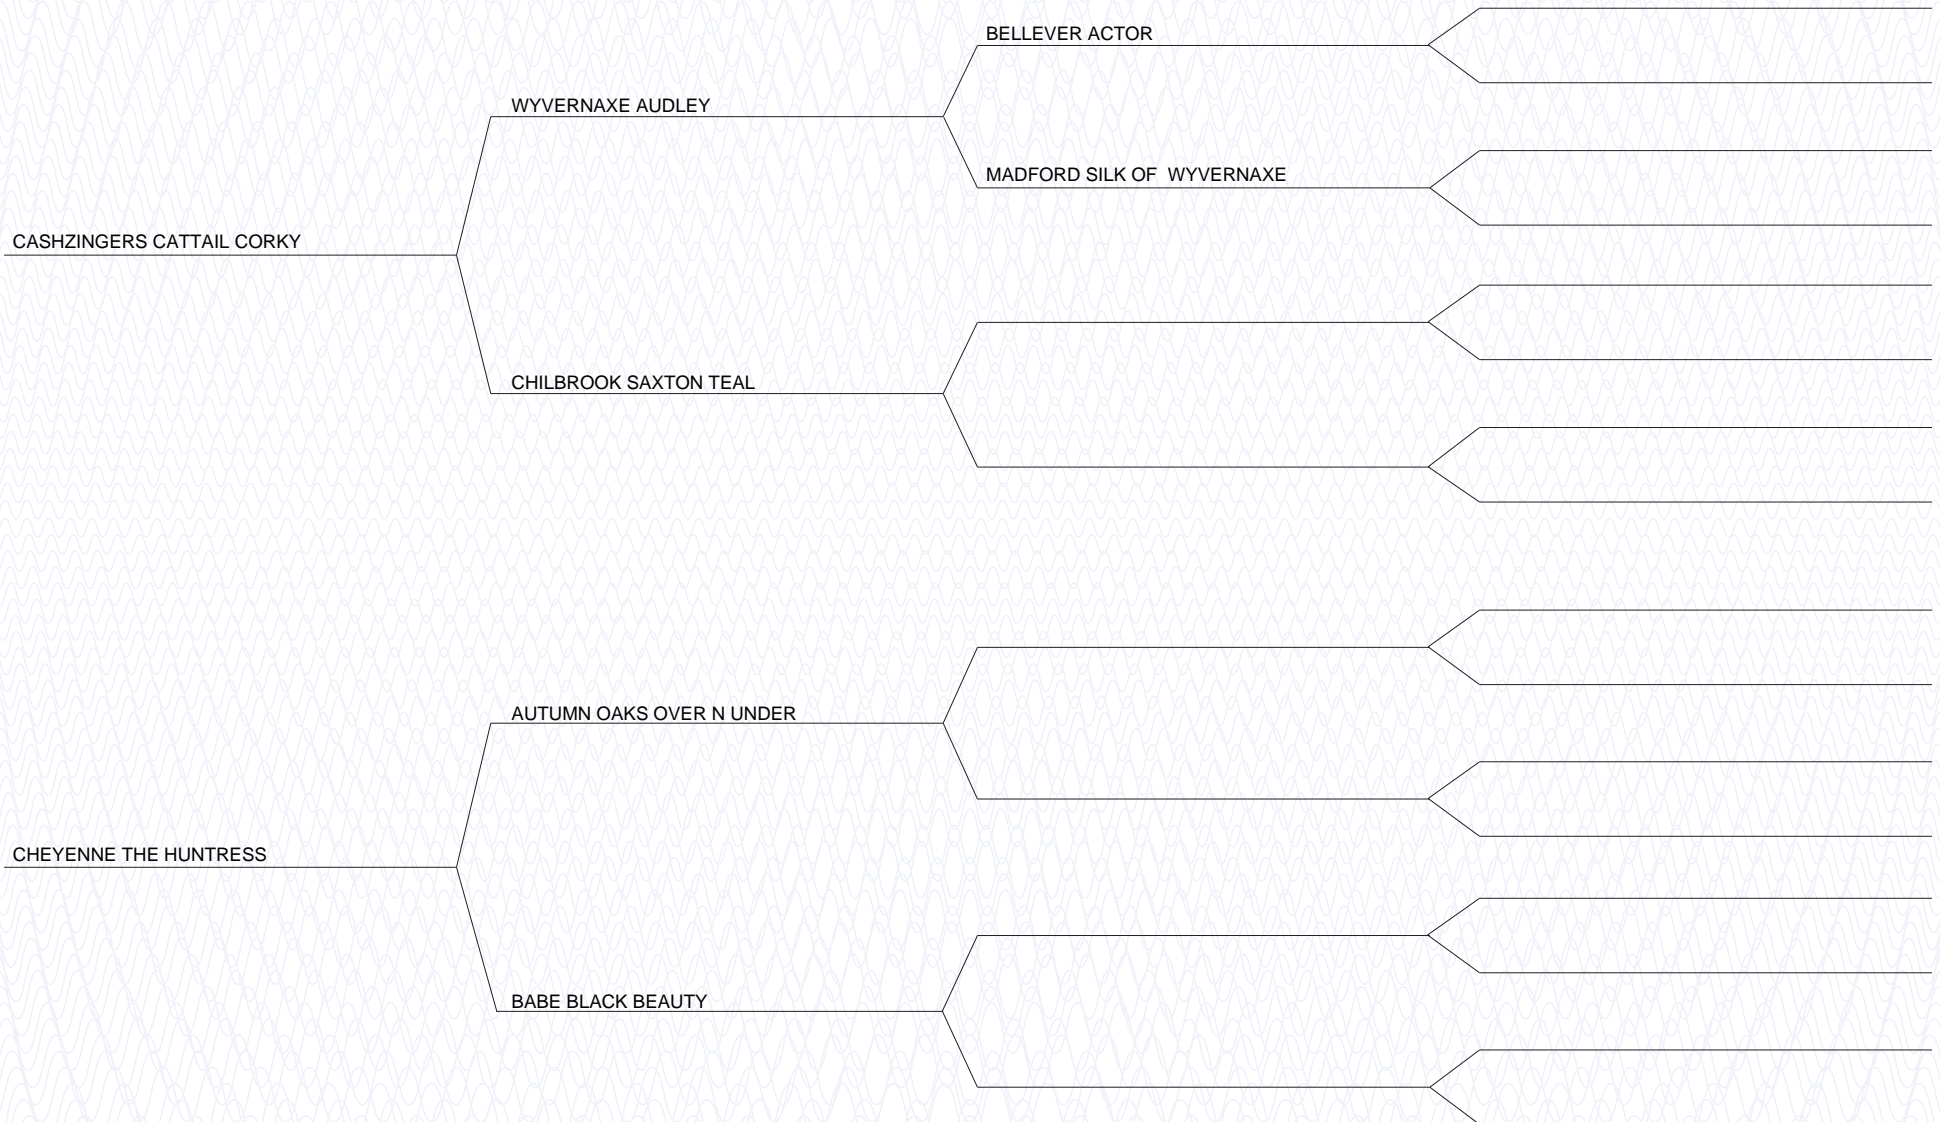 BELLEVER ACTOR
WYVERNAXE AUDLEY
MADFORD SILK OF  WYVERNAXE
CASHZINGERS CATTAIL CORKY
CHILBROOK SAXTON TEAL
AUTUMN OAKS OVER N UNDER
CHEYENNE THE HUNTRESS
BABE BLACK BEAUTY